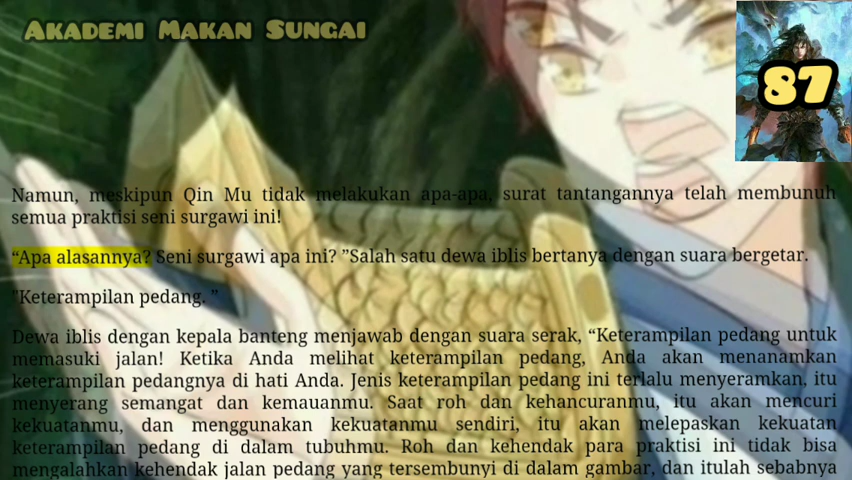 Akademi Makan Sungai
87
Namun, meskipun Qin Mu tidak melakukan apa-apa, surat tantangannya telah membunuh
semua praktisi seni surgawi ini!
“Apa alasannya? Seni surgawi apa ini? ”Salah satu dewa iblis bertanya dengan suara bergetar.
"Keterampilan pedang. ”
Dewa iblis dengan kepala banteng menjawab dengan suara serak, “Keterampilan pedang untuk
memasuki jalan! Ketika Anda melihat keterampilan pedang, Anda akan menanamkan
keterampilan pedangnya di hati Anda. Jenis keterampilan pedang ini terlalu menyeramkan, itu
menyerang semangat dan kemauanmu. Saat roh dan kehancuranmu, itu akan mencuri
kekuatanmu, dan menggunakan kekuatanmu sendiri, itu akan melepaskan kekuatan
keterampilan pedang di dalam tubuhmu. Roh dan kehendak para praktisi ini tidak bisa
mengalahkan kehendak jalan pedang yang tersembunyi di dalam gambar, dan itulah sebabnya